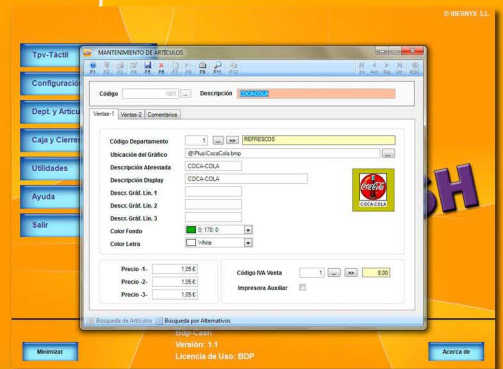 © IBERNYX S.L.
Tpv-Táctil
Configuració
Dept. y Artícu
Caja y Cierres
Utilidades
Ayuda
Salir
MANTENIMIENTO DE ARTÍCULOS
F1 F2 F3 F4 F5 F6 F7 F8 F9 F11 F12 Ini Ant Sig Ult ESC
Código 1001 ... Descripción COCA-COLA
Ventas-1 Ventas-2 Comentarios
Código Departamento 1 ... >> REFRESCOS
Ubicación del Gráfico @\Plus\CocaCola.bmp ...
Descripción Abreviada COCA-COLA
Descripción Display COCA-COLA
Descr. Gráf. Lin. 1
Descr. Gráf. Lin. 2
Descr. Gráf. Lin. 3
Coca-Cola
COCA-COLA
Color Fondo 0; 170; 0
Color Letra White
Precio -1- 1,05 €
Precio -2- 1,05 €
Precio -3- 1,05 €
Código IVA Venta 1 ... >> 8,00
Impresora Auxiliar
Búsqueda de Artículos Búsqueda por Alternativos
SH
Bdp-Cash
Versión: 1.1
Licencia de Uso: BDP
Minimizar
Acerca de